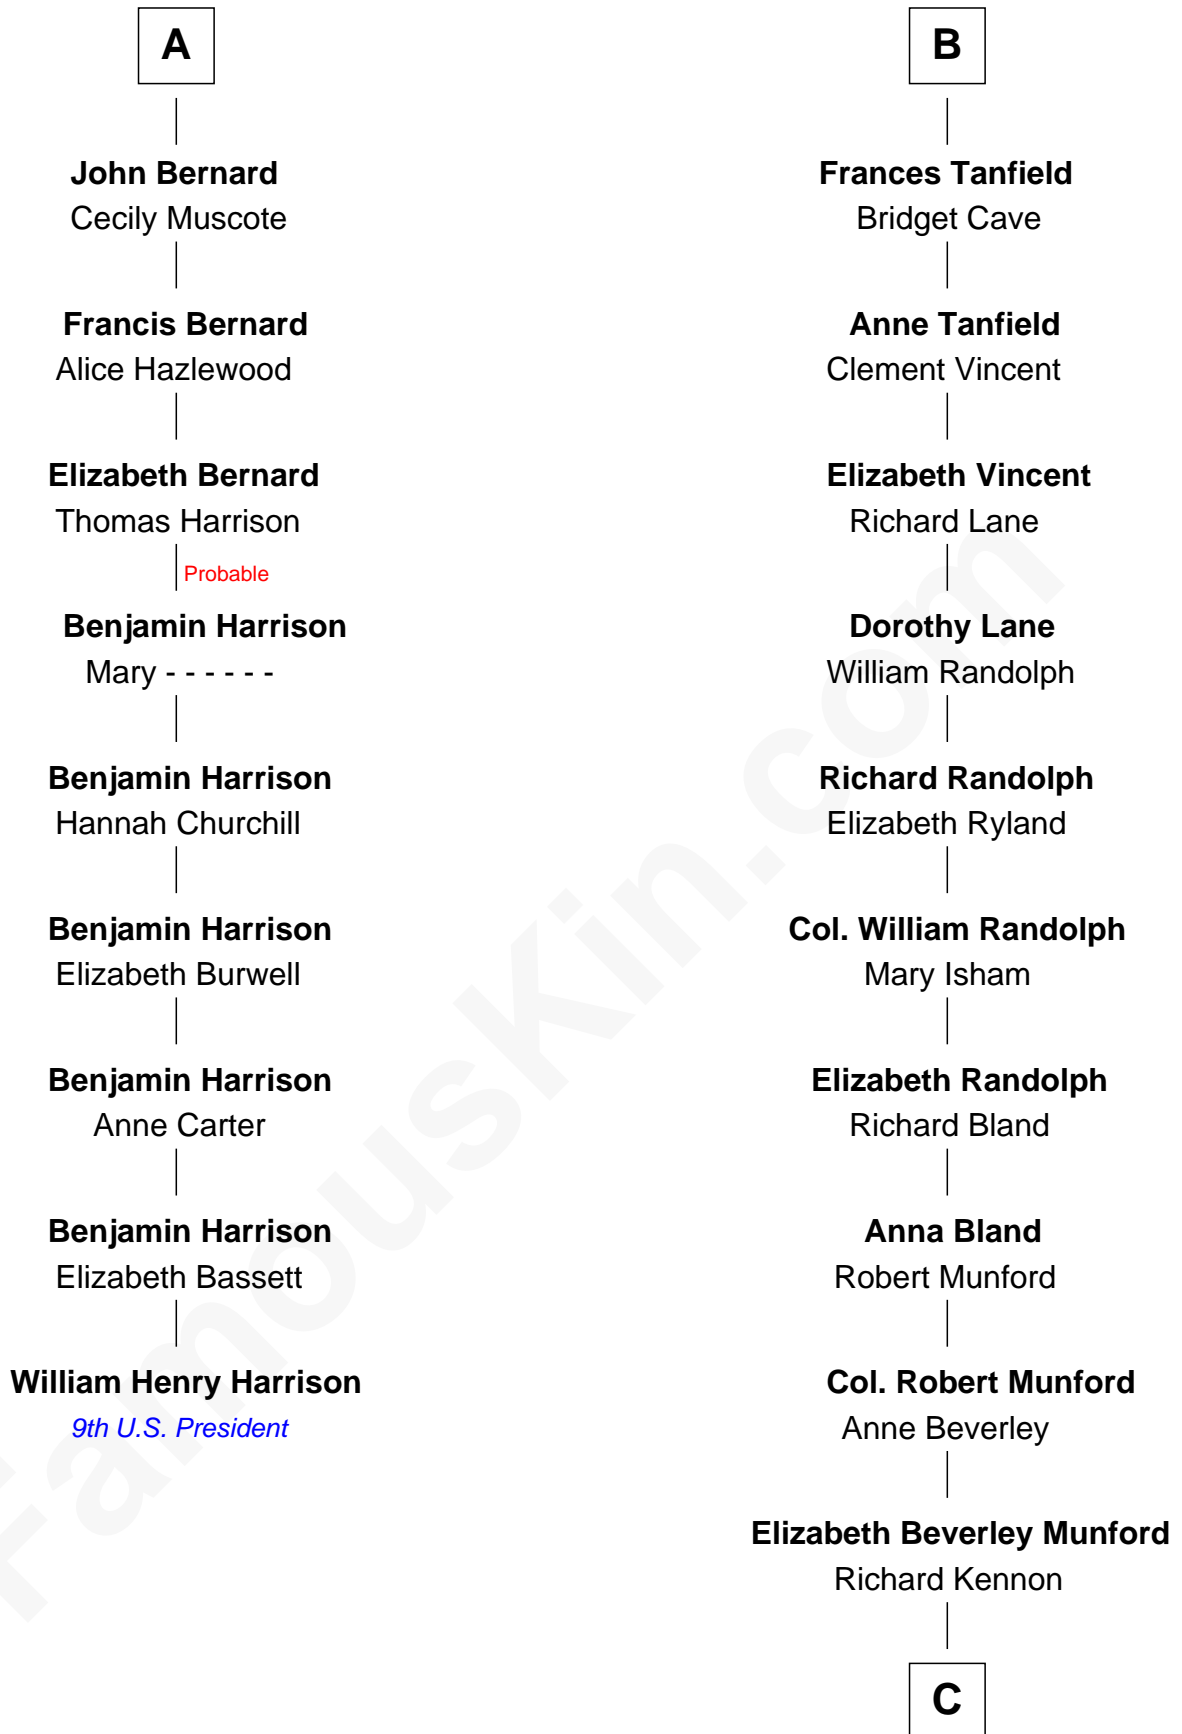 A
John Bernard
Cecily Muscote
Francis Bernard
Alice Hazlewood
Elizabeth Bernard
Thomas Harrison
Probable
Benjamin Harrison
Mary - - - - - -
Benjamin Harrison
Hannah Churchill
Benjamin Harrison
Elizabeth Burwell
Benjamin Harrison
Anne Carter
Benjamin Harrison
Elizabeth Bassett
William Henry Harrison
9th U.S. President
B
Frances Tanfield
Bridget Cave
Anne Tanfield
Clement Vincent
Elizabeth Vincent
Richard Lane
Dorothy Lane
William Randolph
Richard Randolph
Elizabeth Ryland
Col. William Randolph
Mary Isham
Elizabeth Randolph
Richard Bland
Anna Bland
Robert Munford
Col. Robert Munford
Anne Beverley
Elizabeth Beverley Munford
Richard Kennon
C
FamousKin.com